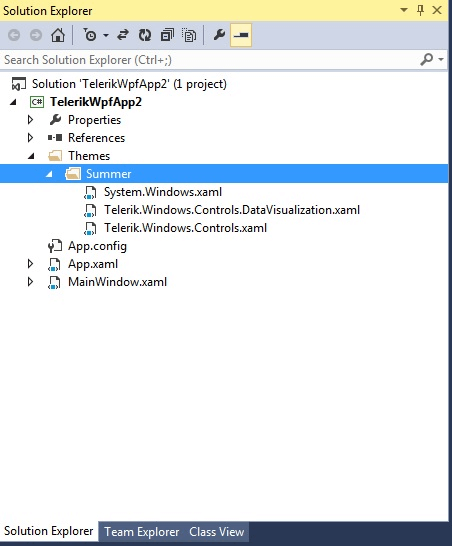 Solution Explorer
Search Solution Explorer (Ctrl+;)
Solution 'TelerikWpfApp2' (1 project)
C# TelerikWpfApp2
Properties
References
Themes
Summer
System.Windows.xaml
Telerik.Windows.Controls.DataVisualization.xaml
Telerik.Windows.Controls.xaml
App.config
App.xaml
MainWindow.xaml
Solution Explorer Team Explorer Class View